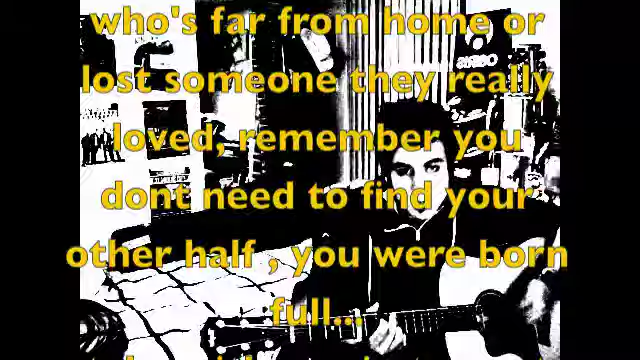 who's far from home or
lost someone they really
loved, remember you
dont need to find your
other half , you were born
full...